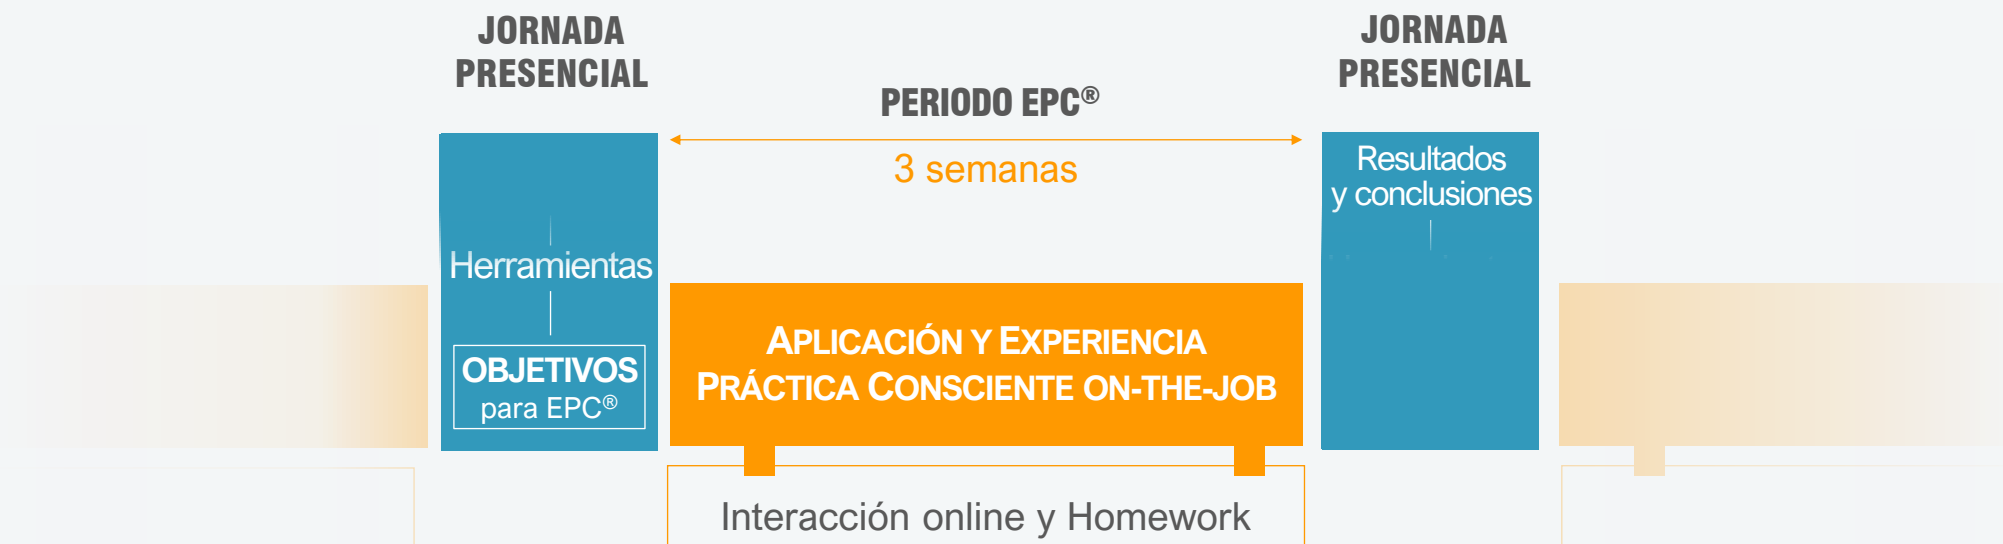 JORNADA
PRESENCIAL
PERIODO EPC®
3 semanas
JORNADA
PRESENCIAL
Herramientas
OBJETIVOS
para EPC®
Resultados
y conclusiones
APLICACIÓN Y EXPERIENCIA
PRÁCTICA CONSCIENTE ON-THE-JOB
Interacción online y Homework